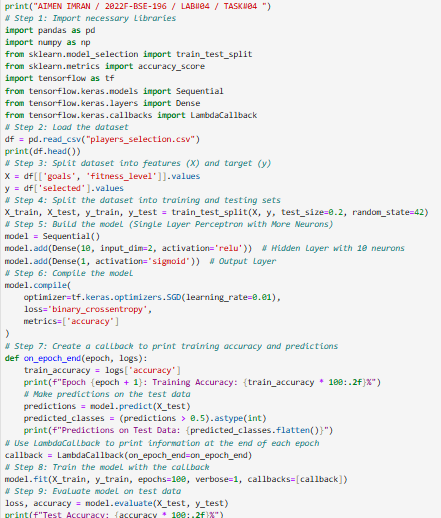 print("AIMEN IMRAN / 2022F-BSE-196 / LAB#04 / TASK#04 ")
# Step 1: Import necessary libraries
import pandas as pd
import numpy as np
from sklearn.model_selection import train_test_split
from sklearn.metrics import accuracy_score
import tensorflow as tf
from tensorflow.keras.models import Sequential
from tensorflow.keras.layers import Dense
from tensorflow.keras.callbacks import LambdaCallback
# Step 2: Load the dataset
df = pd.read_csv("players_selection.csv")
print(df.head())
# Step 3: Split dataset into features (X) and target (y)
X = df[['goals', 'fitness_level']].values
y = df['selected'].values
# Step 4: Split the dataset into training and testing sets
X_train, X_test, y_train, y_test = train_test_split(X, y, test_size=0.2, random_state=42)
# Step 5: Build the model (Single Layer Perceptron with More Neurons)
model = Sequential()
model.add(Dense(10, input_dim=2, activation='relu'))  # Hidden layer with 10 neurons
model.add(Dense(1, activation='sigmoid'))  # Output layer
# Step 6: Compile the model
model.compile(
    optimizer=tf.keras.optimizers.SGD(learning_rate=0.01),
    loss='binary_crossentropy',
    metrics=['accuracy']
)
# Step 7: Create a callback to print training accuracy and predictions
def on_epoch_end(epoch, logs):
    train_accuracy = logs['accuracy']
    print(f"Epoch {epoch + 1}: Training Accuracy: {train_accuracy * 100:.2f}%")
    # Make predictions on the test data
    predictions = model.predict(X_test)
    predicted_classes = (predictions > 0.5).astype(int)
    print(f"Predictions on Test Data: {predicted_classes.flatten()}")
# Use LambdaCallback to print information at the end of each epoch
callback = LambdaCallback(on_epoch_end=on_epoch_end)
# Step 8: Train the model with the callback
model.fit(X_train, y_train, epochs=100, verbose=1, callbacks=[callback])
# Step 9: Evaluate model on test data
loss, accuracy = model.evaluate(X_test, y_test)
print(f"Test Accuracy: {accuracy * 100:.2f}%")